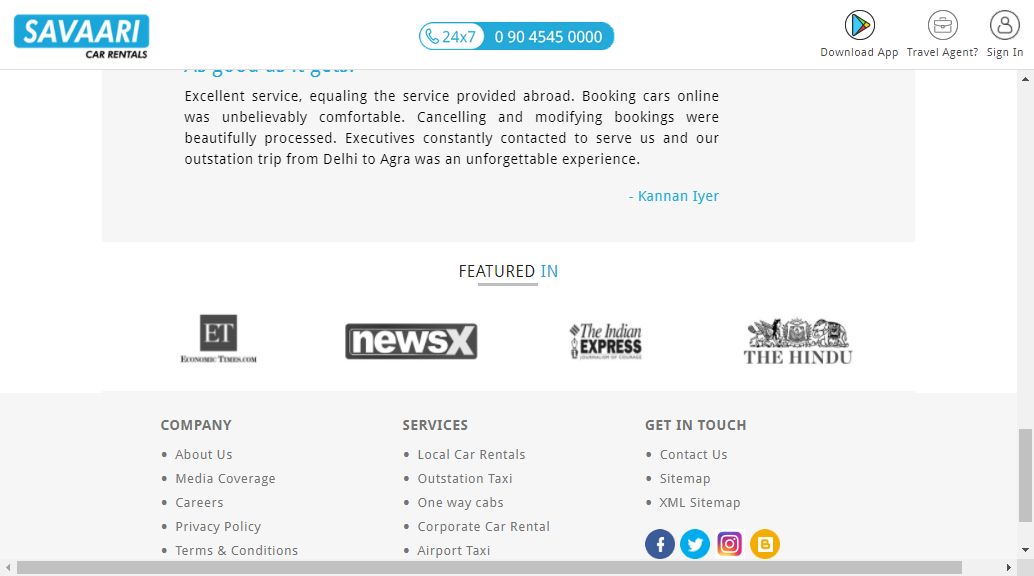 SAVAARI
CAR RENTALS
24x7 0 90 4545 0000
Download App Travel Agent? Sign In
As good as it gets!
Excellent service, equaling the service provided abroad. Booking cars online
was unbelievably comfortable. Cancelling and modifying bookings were
beautifully processed. Executives constantly contacted to serve us and our
outstation trip from Delhi to Agra was an unforgettable experience.
- Kannan Iyer
FEATURED IN
ET
ECONOMIC TIMES.COM
newsX
The Indian
EXPRESS
JOURNALISM OF COURAGE
THE HINDU
COMPANY
About Us
Media Coverage
Careers
Privacy Policy
Terms & Conditions
SERVICES
Local Car Rentals
Outstation Taxi
One way cabs
Corporate Car Rental
Airport Taxi
GET IN TOUCH
Contact Us
Sitemap
XML Sitemap